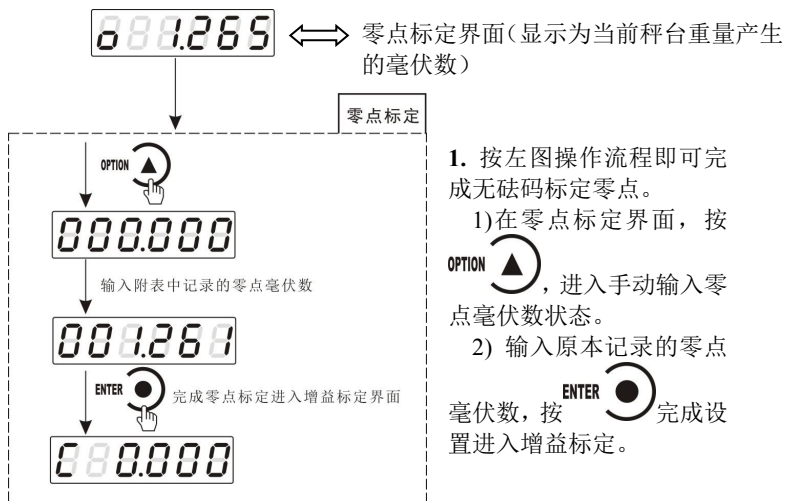 o 1.265
零点标定界面（显示为当前秤台重量产生
的毫伏数）
零点标定
OPTION
000.000
输入附表中记录的零点毫伏数
001.261
ENTER
完成零点标定进入增益标定界面
C 0.000
1. 按左图操作流程即可完
成无砝码标定零点。
1)在零点标定界面，按
OPTION ，进入手动输入零
点毫伏数状态。
2) 输入原本记录的零点
毫伏数，按 ENTER 完成设
置进入增益标定。